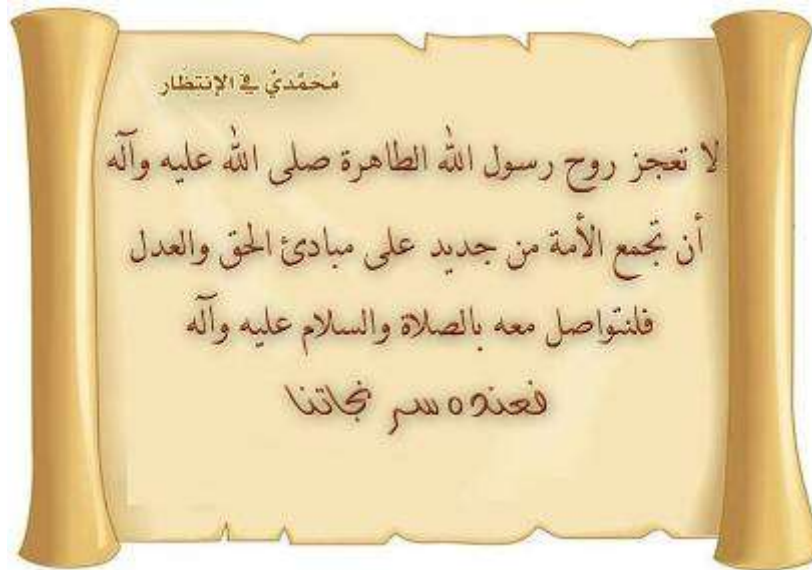 مُحمّديُ في الإنتظار
لا تعجز روح رسول الله الطاهرة صلى الله عليه وآله
أن تجمع الأمة من جديد على مبادئ الحق والعدل
فلنتواصل معه بالصلاة والسلام عليه وآله
فعنده سر نجاتنا